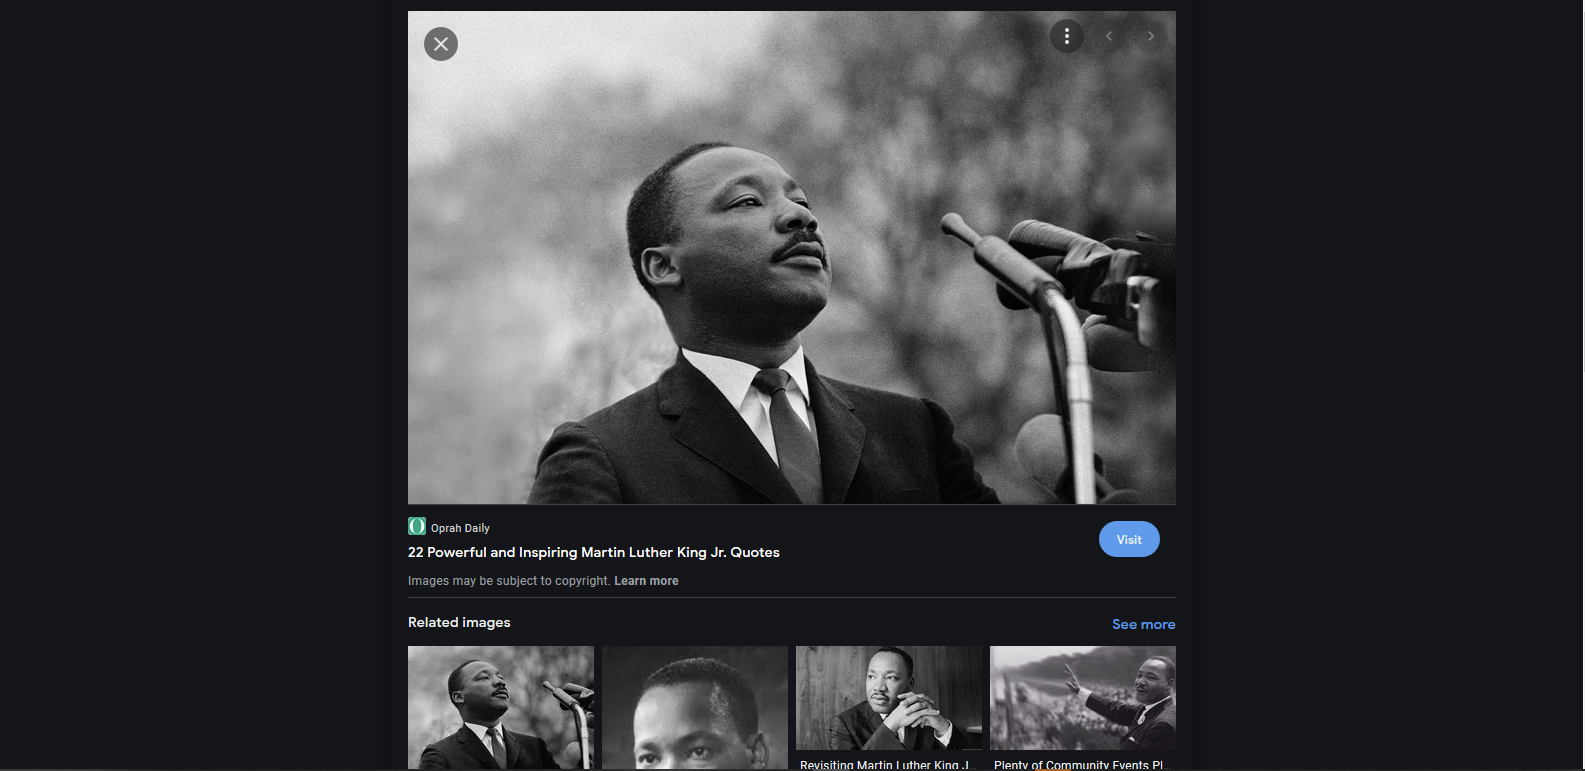 Oprah Daily
22 Powerful and Inspiring Martin Luther King Jr. Quotes
Visit
Images may be subject to copyright. Learn more
Related images
See more
Revisiting Martin Luther King J...
Plenty of Community Events Pl...